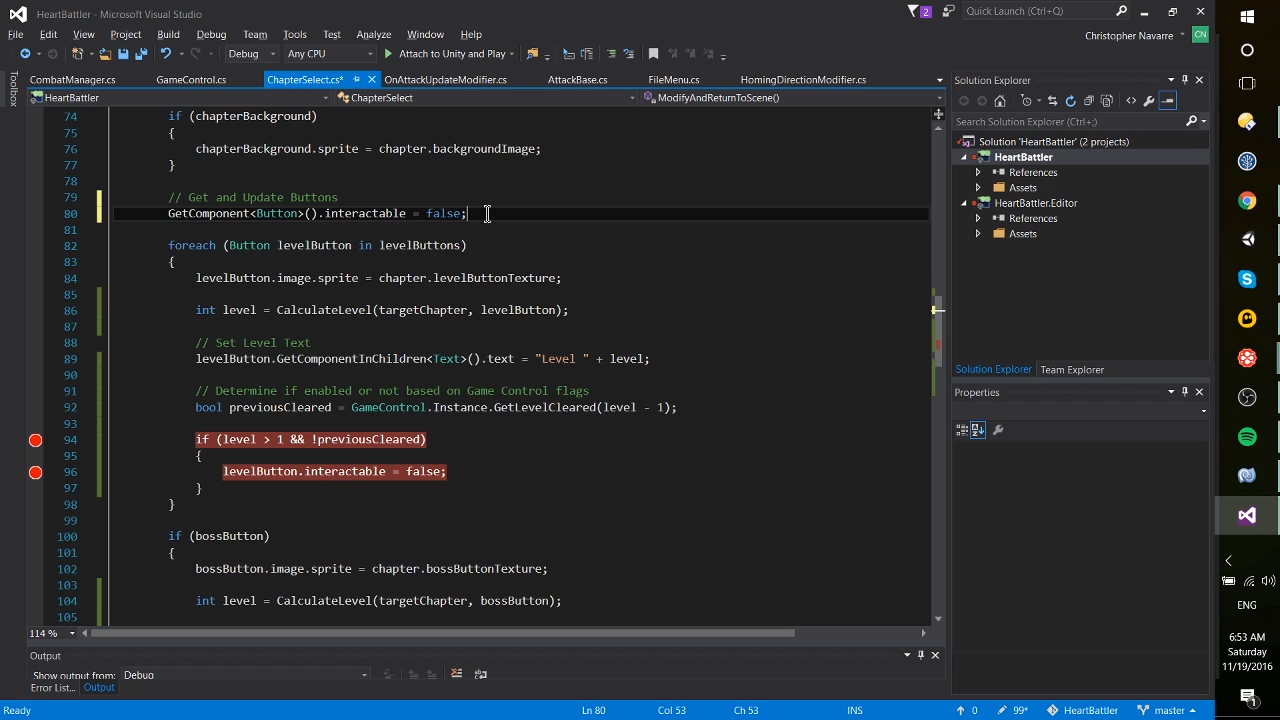 HeartBattler - Microsoft Visual Studio
2
Quick Launch (Ctrl+Q)
File Edit View Project Build Debug Team Tools Test Analyze Window Help
Christopher Navarre CN
Debug Any CPU Attach to Unity and Play
Toolbox
CombatManager.cs GameControl.cs ChapterSelect.cs* OnAttackUpdateModifier.cs AttackBase.cs FileMenu.cs HomingDirectionModifier.cs
HeartBattler ChapterSelect ModifyAndReturnToScene()
74 if (chapterBackground)
75 {
76 chapterBackground.sprite = chapter.backgroundImage;
77 }
78
79 // Get and Update Buttons
80 GetComponent<Button>().interactable = false;
81
82 foreach (Button levelButton in levelButtons)
83 {
84 levelButton.image.sprite = chapter.levelButtonTexture;
85
86 int level = CalculateLevel(targetChapter, levelButton);
87
88 // Set Level Text
89 levelButton.GetComponentInChildren<Text>().text = "Level " + level;
90
91 // Determine if enabled or not based on Game Control flags
92 bool previousCleared = GameControl.Instance.GetLevelCleared(level - 1);
93
94 if (level > 1 && !previousCleared)
95 {
96 levelButton.interactable = false;
97 }
98 }
99
100 if (bossButton)
101 {
102 bossButton.image.sprite = chapter.bossButtonTexture;
103
104 int level = CalculateLevel(targetChapter, bossButton);
105
114 %
Output
Show output from: Debug
Error List... Output
Ready Ln 80 Col 53 Ch 53 INS 0 99* HeartBattler master
Solution Explorer
Search Solution Explorer (Ctrl+;)
Solution 'HeartBattler' (2 projects)
HeartBattler
References
Assets
HeartBattler.Editor
References
Assets
Solution Explorer Team Explorer
Properties
ENG
6:53 AM
Saturday
11/19/2016
1